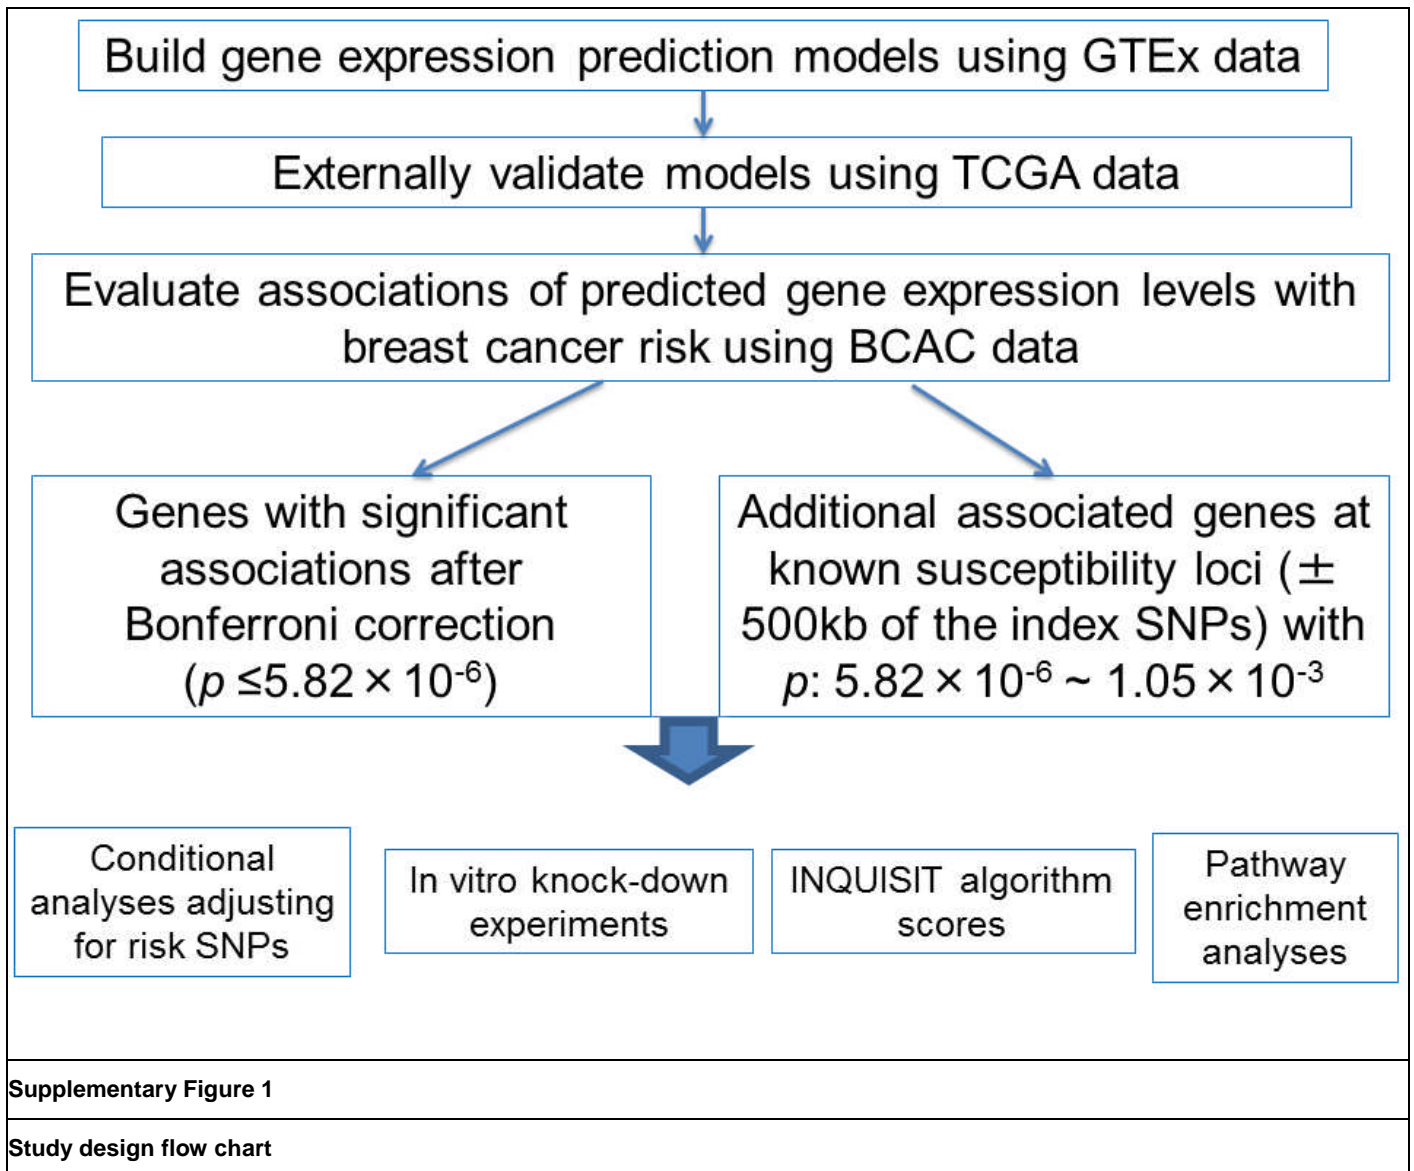 Build gene expression prediction models using GTEx data
Externally validate models using TCGA data
Evaluate associations of predicted gene expression levels with
breast cancer risk using BCAC data
Genes with significant
associations after
Bonferroni correction
(p ≤5.82 × 10⁻⁶)
Additional associated genes at
known susceptibility loci (±
500kb of the index SNPs) with
p: 5.82 × 10⁻⁶ ~ 1.05 × 10⁻³
Conditional
analyses adjusting
for risk SNPs
In vitro knock-down
experiments
INQUISIT algorithm
scores
Pathway
enrichment
analyses
Supplementary Figure 1
Study design flow chart